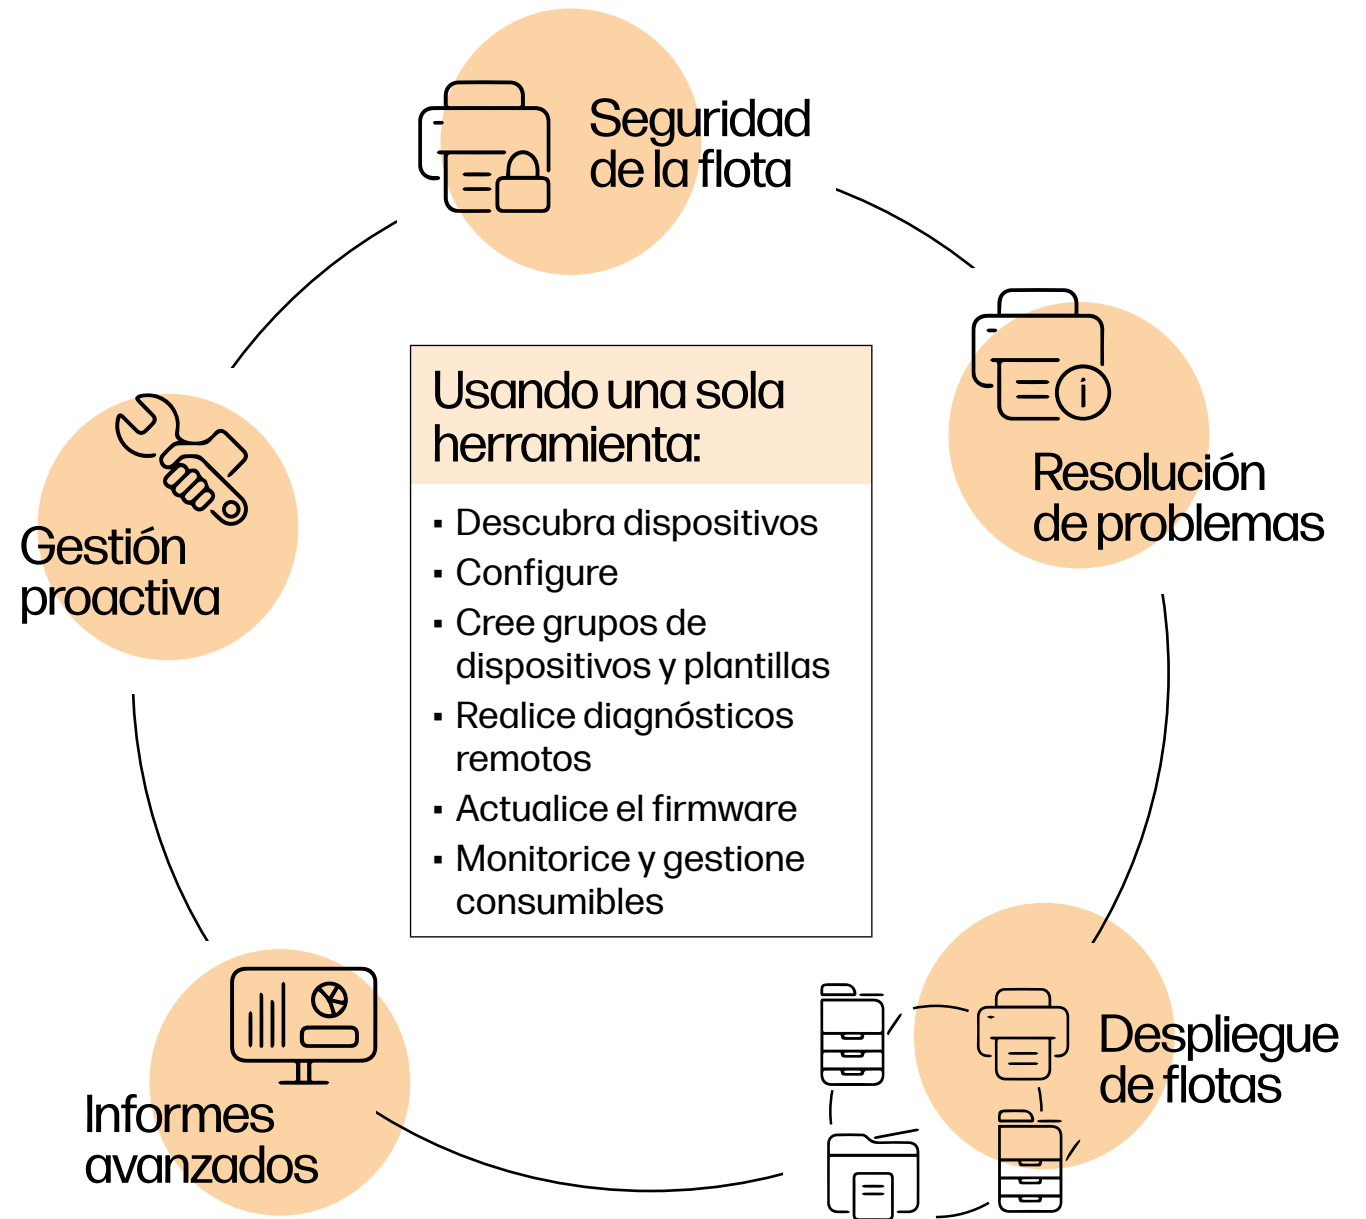 Seguridad
de la flota
Resolución
de problemas
Usando una sola
herramienta:
▪ Descubra dispositivos
▪ Configure
▪ Cree grupos de
dispositivos y plantillas
▪ Realice diagnósticos
remotos
▪ Actualice el firmware
▪ Monitorice y gestione
consumibles
Gestión
proactiva
Despliegue
de flotas
Informes
avanzados